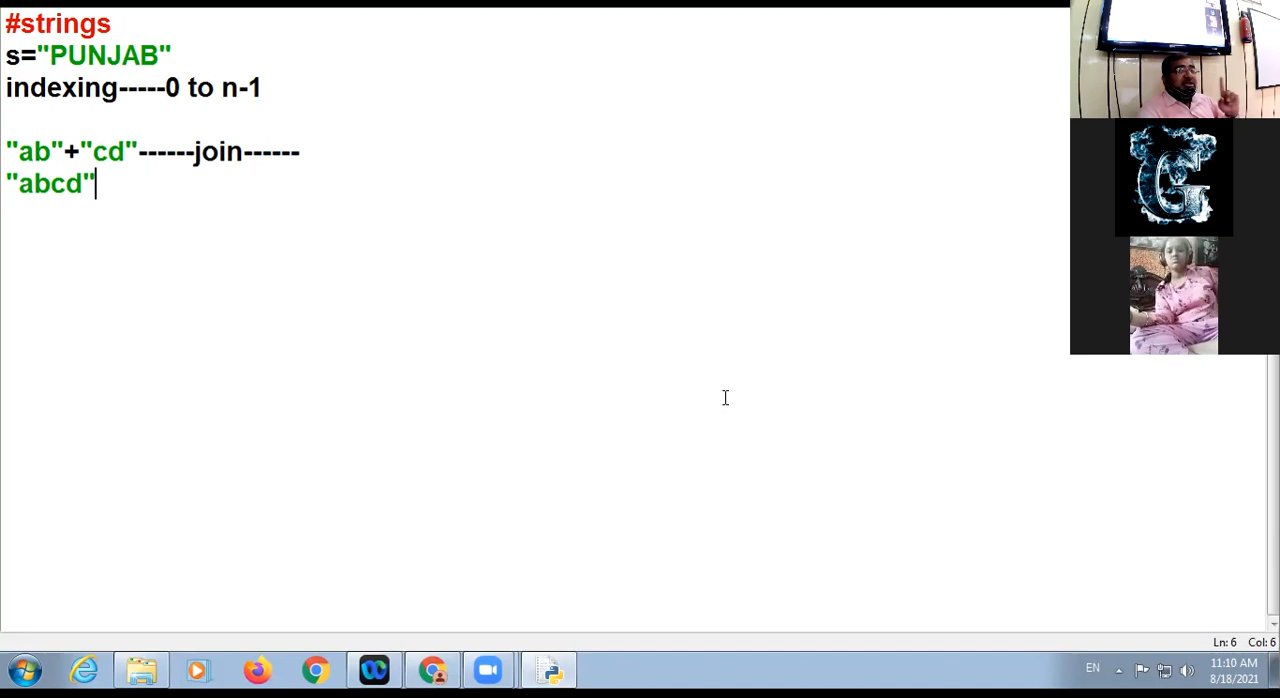 #strings
s="PUNJAB"
indexing-----0 to n-1
"ab"+"cd"------join------
"abcd"
G
Ln: 6 Col: 6
EN
11:10 AM
8/18/2021